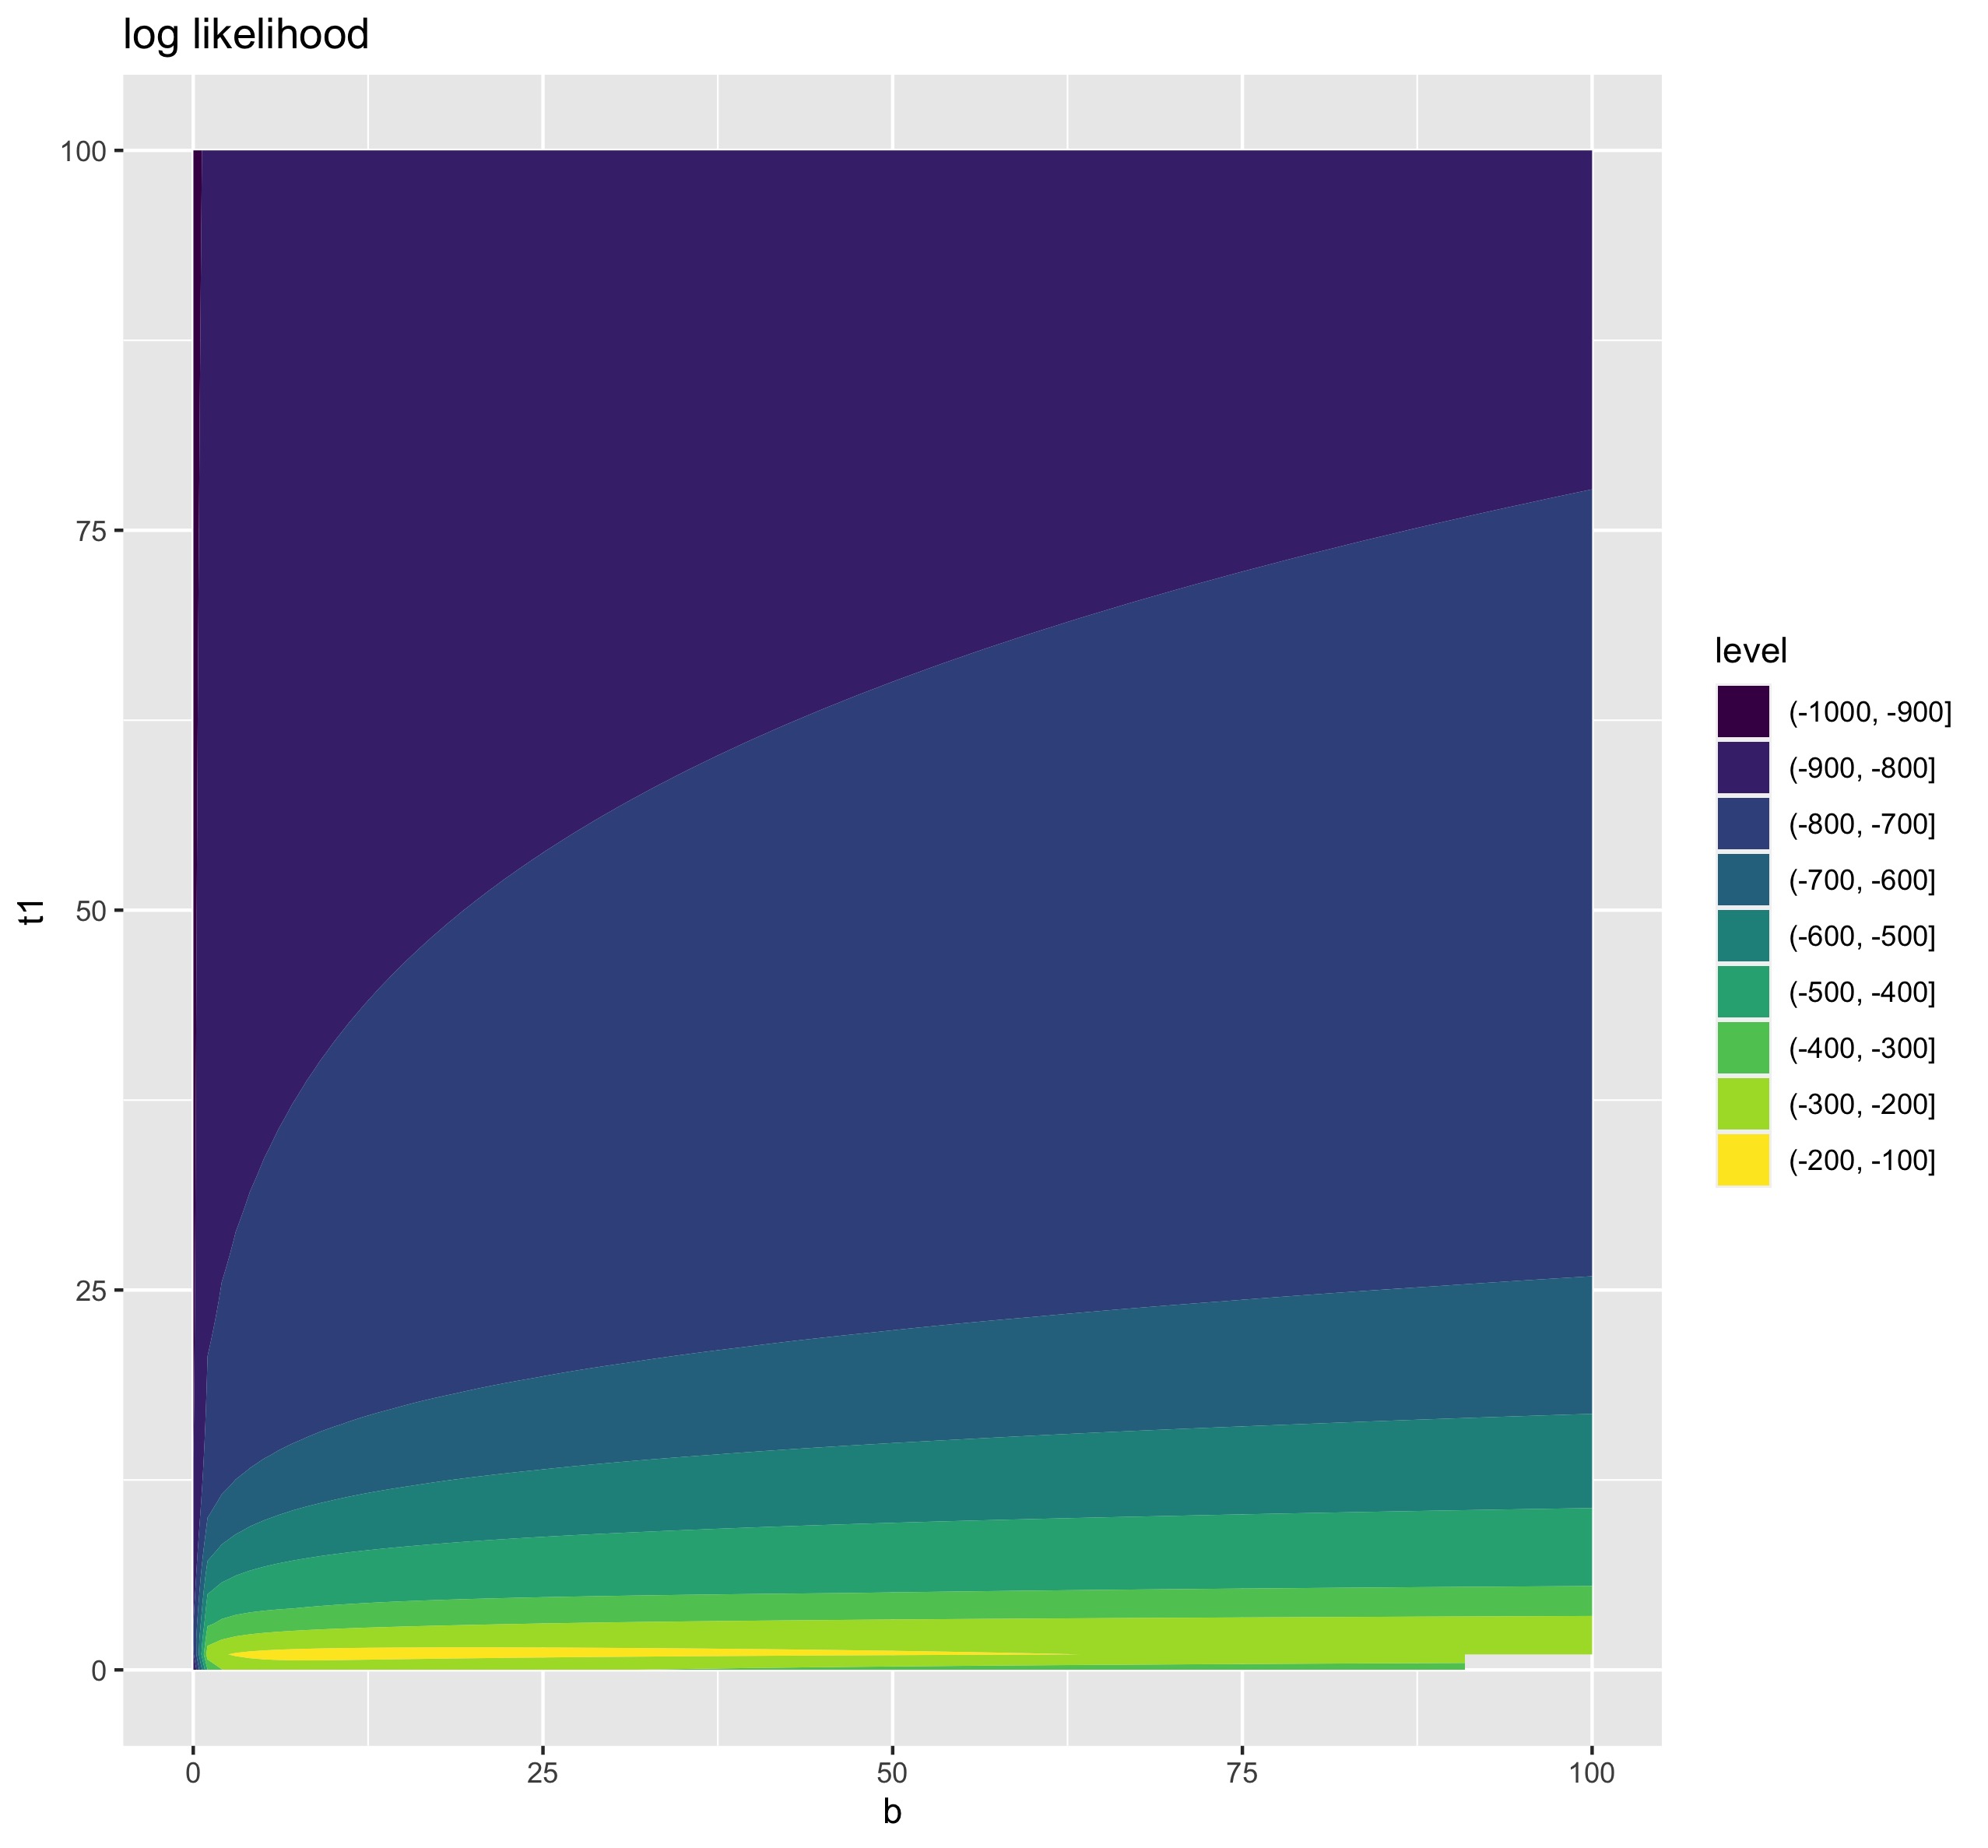 log likelihood
100
75
50
25
0
t1
0 25 50 75 100
b
level
(-1000, -900]
(-900, -800]
(-800, -700]
(-700, -600]
(-600, -500]
(-500, -400]
(-400, -300]
(-300, -200]
(-200, -100]